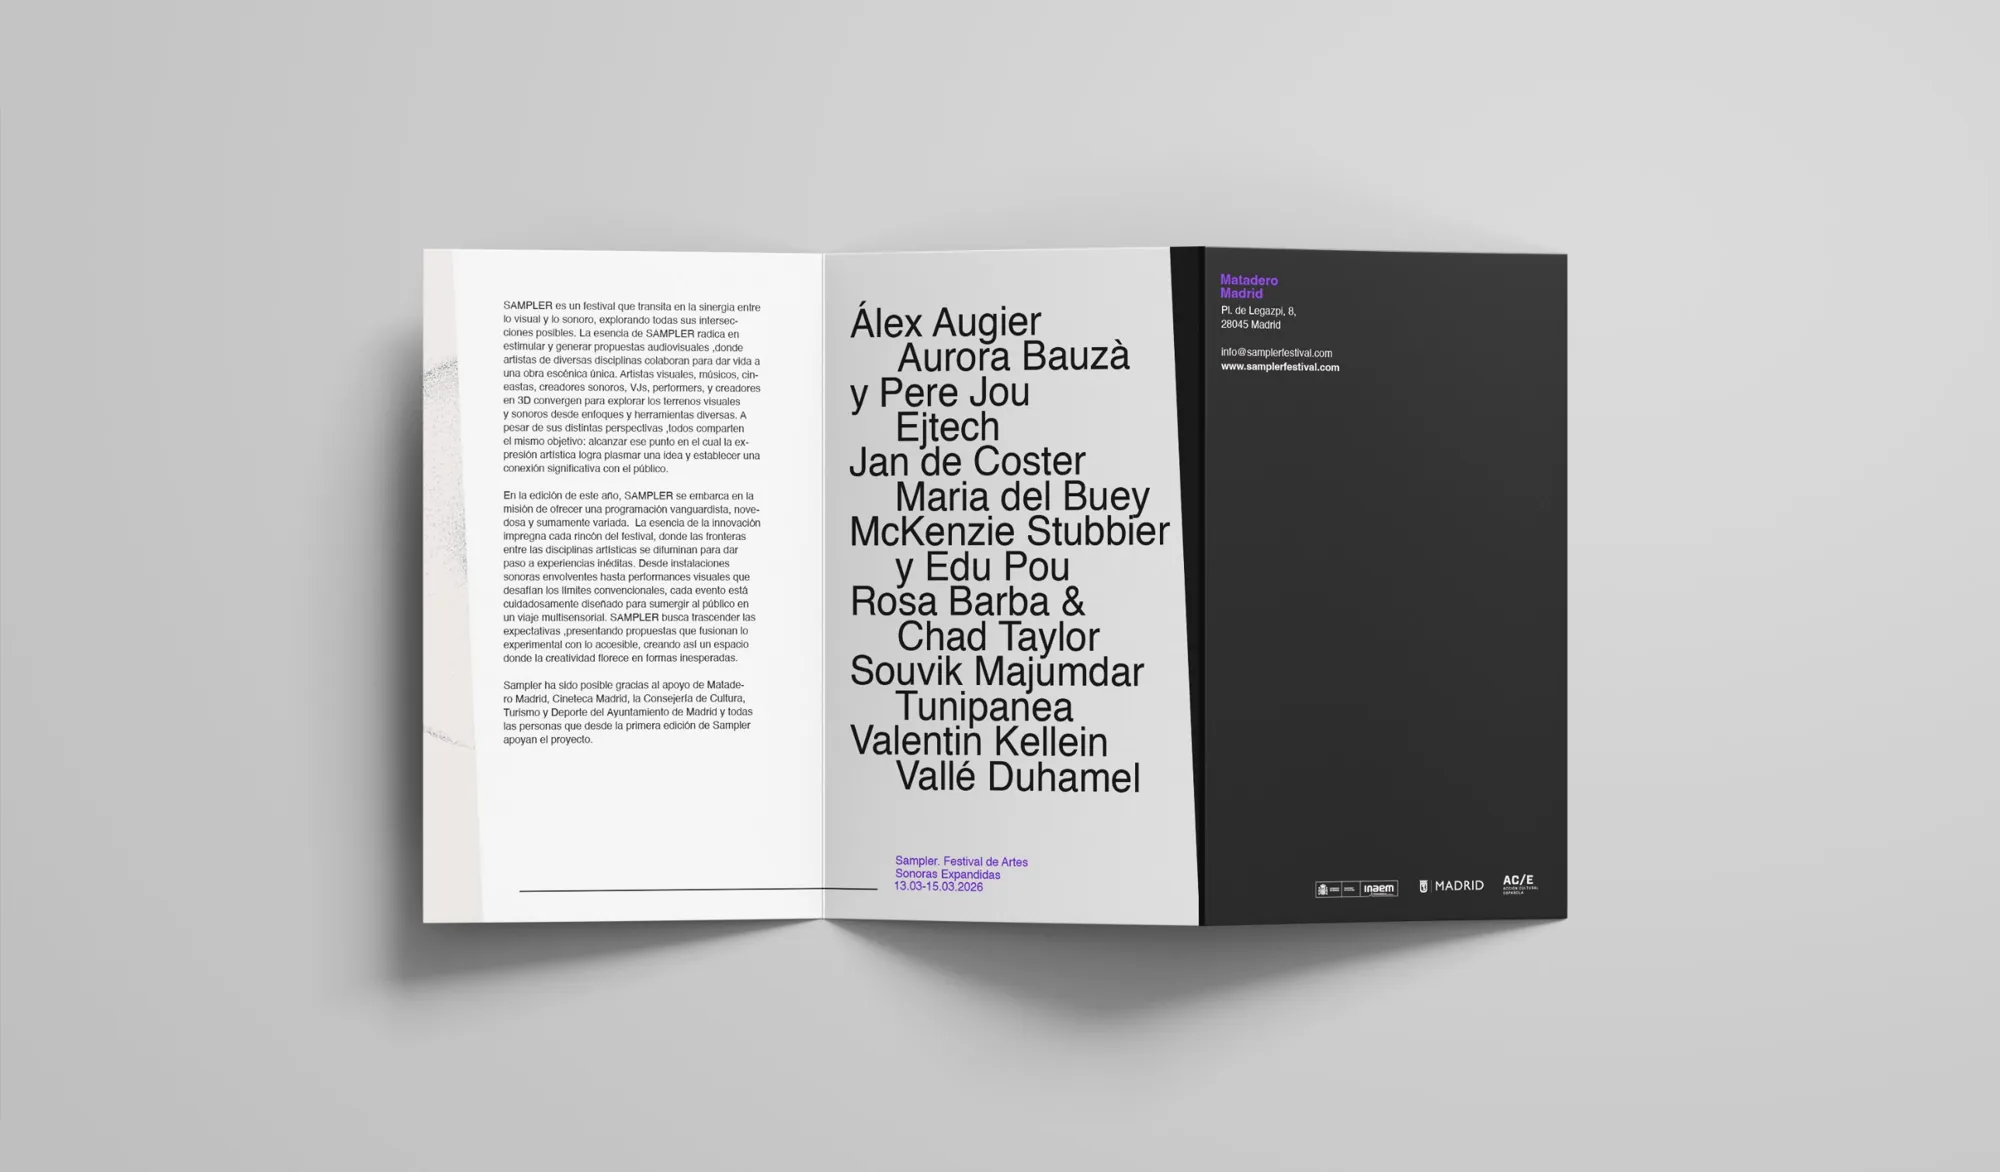 SAMPLER es un festival que transita en la sinergia entre
lo visual y lo sonoro, explorando todas sus intersec-
ciones posibles. La esencia de SAMPLER radica en
estimular y generar propuestas audiovisuales ,donde
artistas de diversas disciplinas colaboran para dar vida a
una obra escénica única. Artistas visuales, músicos, cin-
eastas, creadores sonoros, VJs, performers, y creadores
en 3D convergen para explorar los terrenos visuales
y sonoros desde enfoques y herramientas diversas. A
pesar de sus distintas perspectivas ,todos comparten
el mismo objetivo: alcanzar ese punto en el cual la ex-
presión artística logra plasmar una idea y establecer una
conexión significativa con el público.
En la edición de este año, SAMPLER se embarca en la
misión de ofrecer una programación vanguardista, nove-
dosa y sumamente variada. La esencia de la innovación
impregna cada rincón del festival, donde las fronteras
entre las disciplinas artísticas se difuminan para dar
paso a experiencias inéditas. Desde instalaciones
sonoras envolventes hasta performances visuales que
desafían los límites convencionales, cada evento está
cuidadosamente diseñado para sumergir al público en
un viaje multisensorial. SAMPLER busca trascender las
expectativas ,presentando propuestas que fusionan lo
experimental con lo accesible, creando así un espacio
donde la creatividad florece en formas inesperadas.
Sampler ha sido posible gracias al apoyo de Matade-
ro Madrid, Cineteca Madrid, la Consejería de Cultura,
Turismo y Deporte del Ayuntamiento de Madrid y todas
las personas que desde la primera edición de Sampler
apoyan el proyecto.
Álex Augier
Aurora Bauzà
y Pere Jou
Ejtech
Jan de Coster
Maria del Buey
McKenzie Stubbier
y Edu Pou
Rosa Barba &
Chad Taylor
Souvik Majumdar
Tunipanea
Valentin Kellein
Vallé Duhamel
Sampler. Festival de Artes
Sonoras Expandidas
13.03-15.03.2026
Matadero
Madrid
Pl. de Legazpi, 8,
28045 Madrid
info@samplerfestival.com
www.samplerfestival.com
inaem
MADRID
AC/E
ACCIÓN CULTURAL
ESPAÑOLA